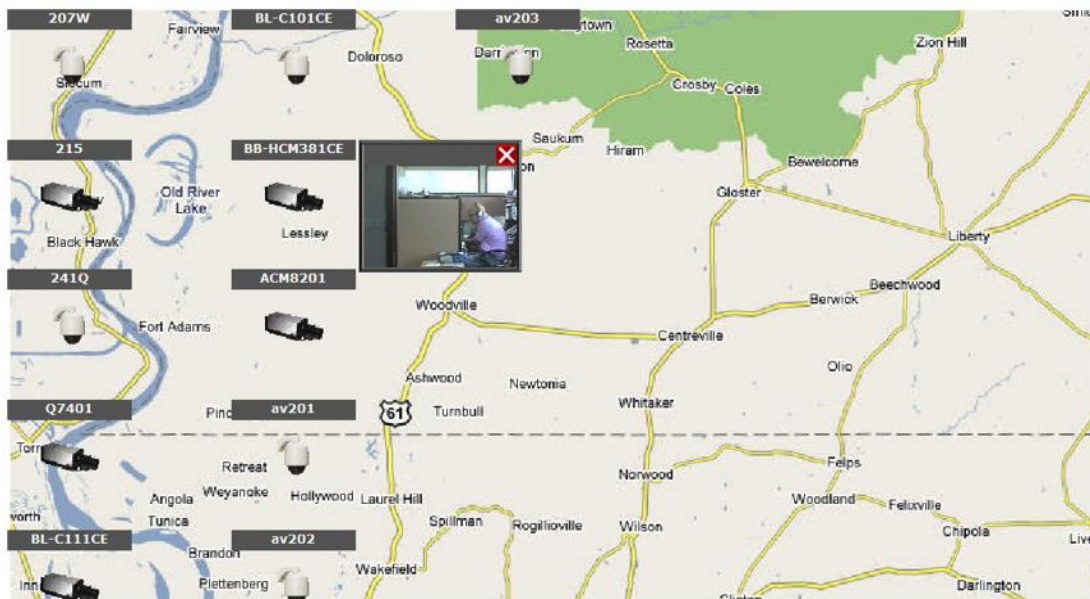 207W
BL-C101CE
av203
Fairview
Doloroso
Rosetta
Zion Hill
Slocum
Crosby
Coles
215
BB-HCM381CE
Saukum
Hiram
Bewelcome
Old River
Lake
Gloster
Lessley
Black Hawk
Liberty
241Q
ACM8201
Beechwood
Woodville
Berwick
Fort Adams
Centreville
Olio
Ashwood
Newtonia
Whitaker
Q7401
av201
61
Turnbull
Retreat
Felps
Norwood
Angola
Weyanoke
Hollywood
Laurel Hill
Woodland
Felixville
Tunica
Spillman
Rogillioville
Wilson
Chipola
BL-C111CE
av202
Brandon
Wakefield
Plettenberg
Darlington